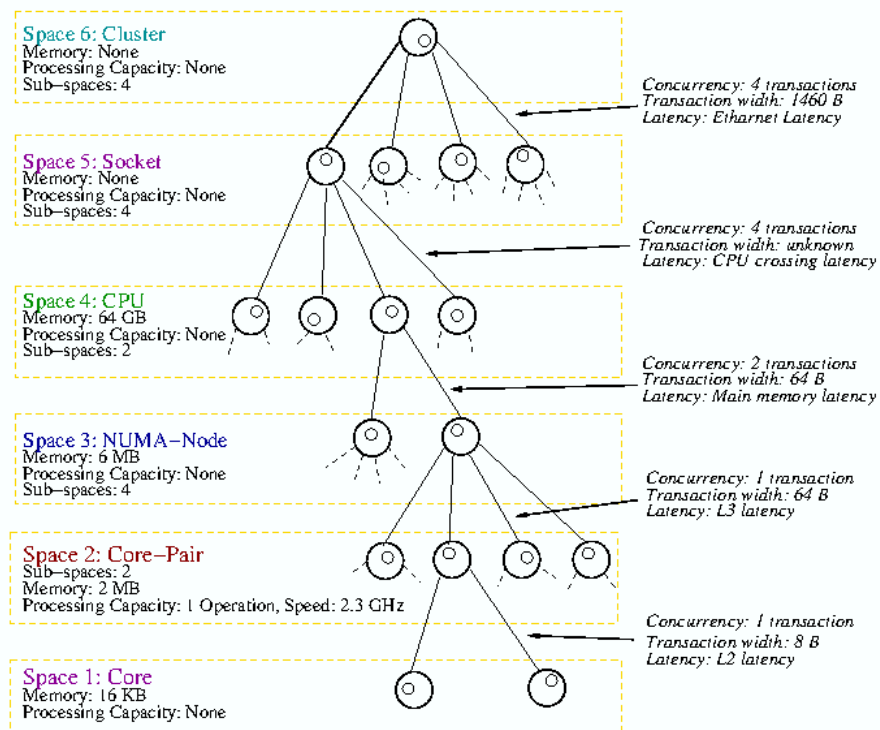 Space 6: Cluster
Memory: None
Processing Capacity: None
Sub-spaces: 4
Concurrency: 4 transactions
Transaction width: 1460 B
Latency: Etharnet Latency
Space 5: Socket
Memory: None
Processing Capacity: None
Sub-spaces: 4
Concurrency: 4 transactions
Transaction width: unknown
Latency: CPU crossing latency
Space 4: CPU
Memory: 64 GB
Processing Capacity: None
Sub-spaces: 2
Concurrency: 2 transactions
Transaction width: 64 B
Latency: Main memory latency
Space 3: NUMA-Node
Memory: 6 MB
Processing Capacity: None
Sub-spaces: 4
Concurrency: 1 transaction
Transaction width: 64 B
Latency: L3 latency
Space 2: Core-Pair
Sub-spaces: 2
Memory: 2 MB
Processing Capacity: 1 Operation, Speed: 2.3 GHz
Concurrency: 1 transaction
Transaction width: 8 B
Latency: L2 latency
Space 1: Core
Memory: 16 KB
Processing Capacity: None